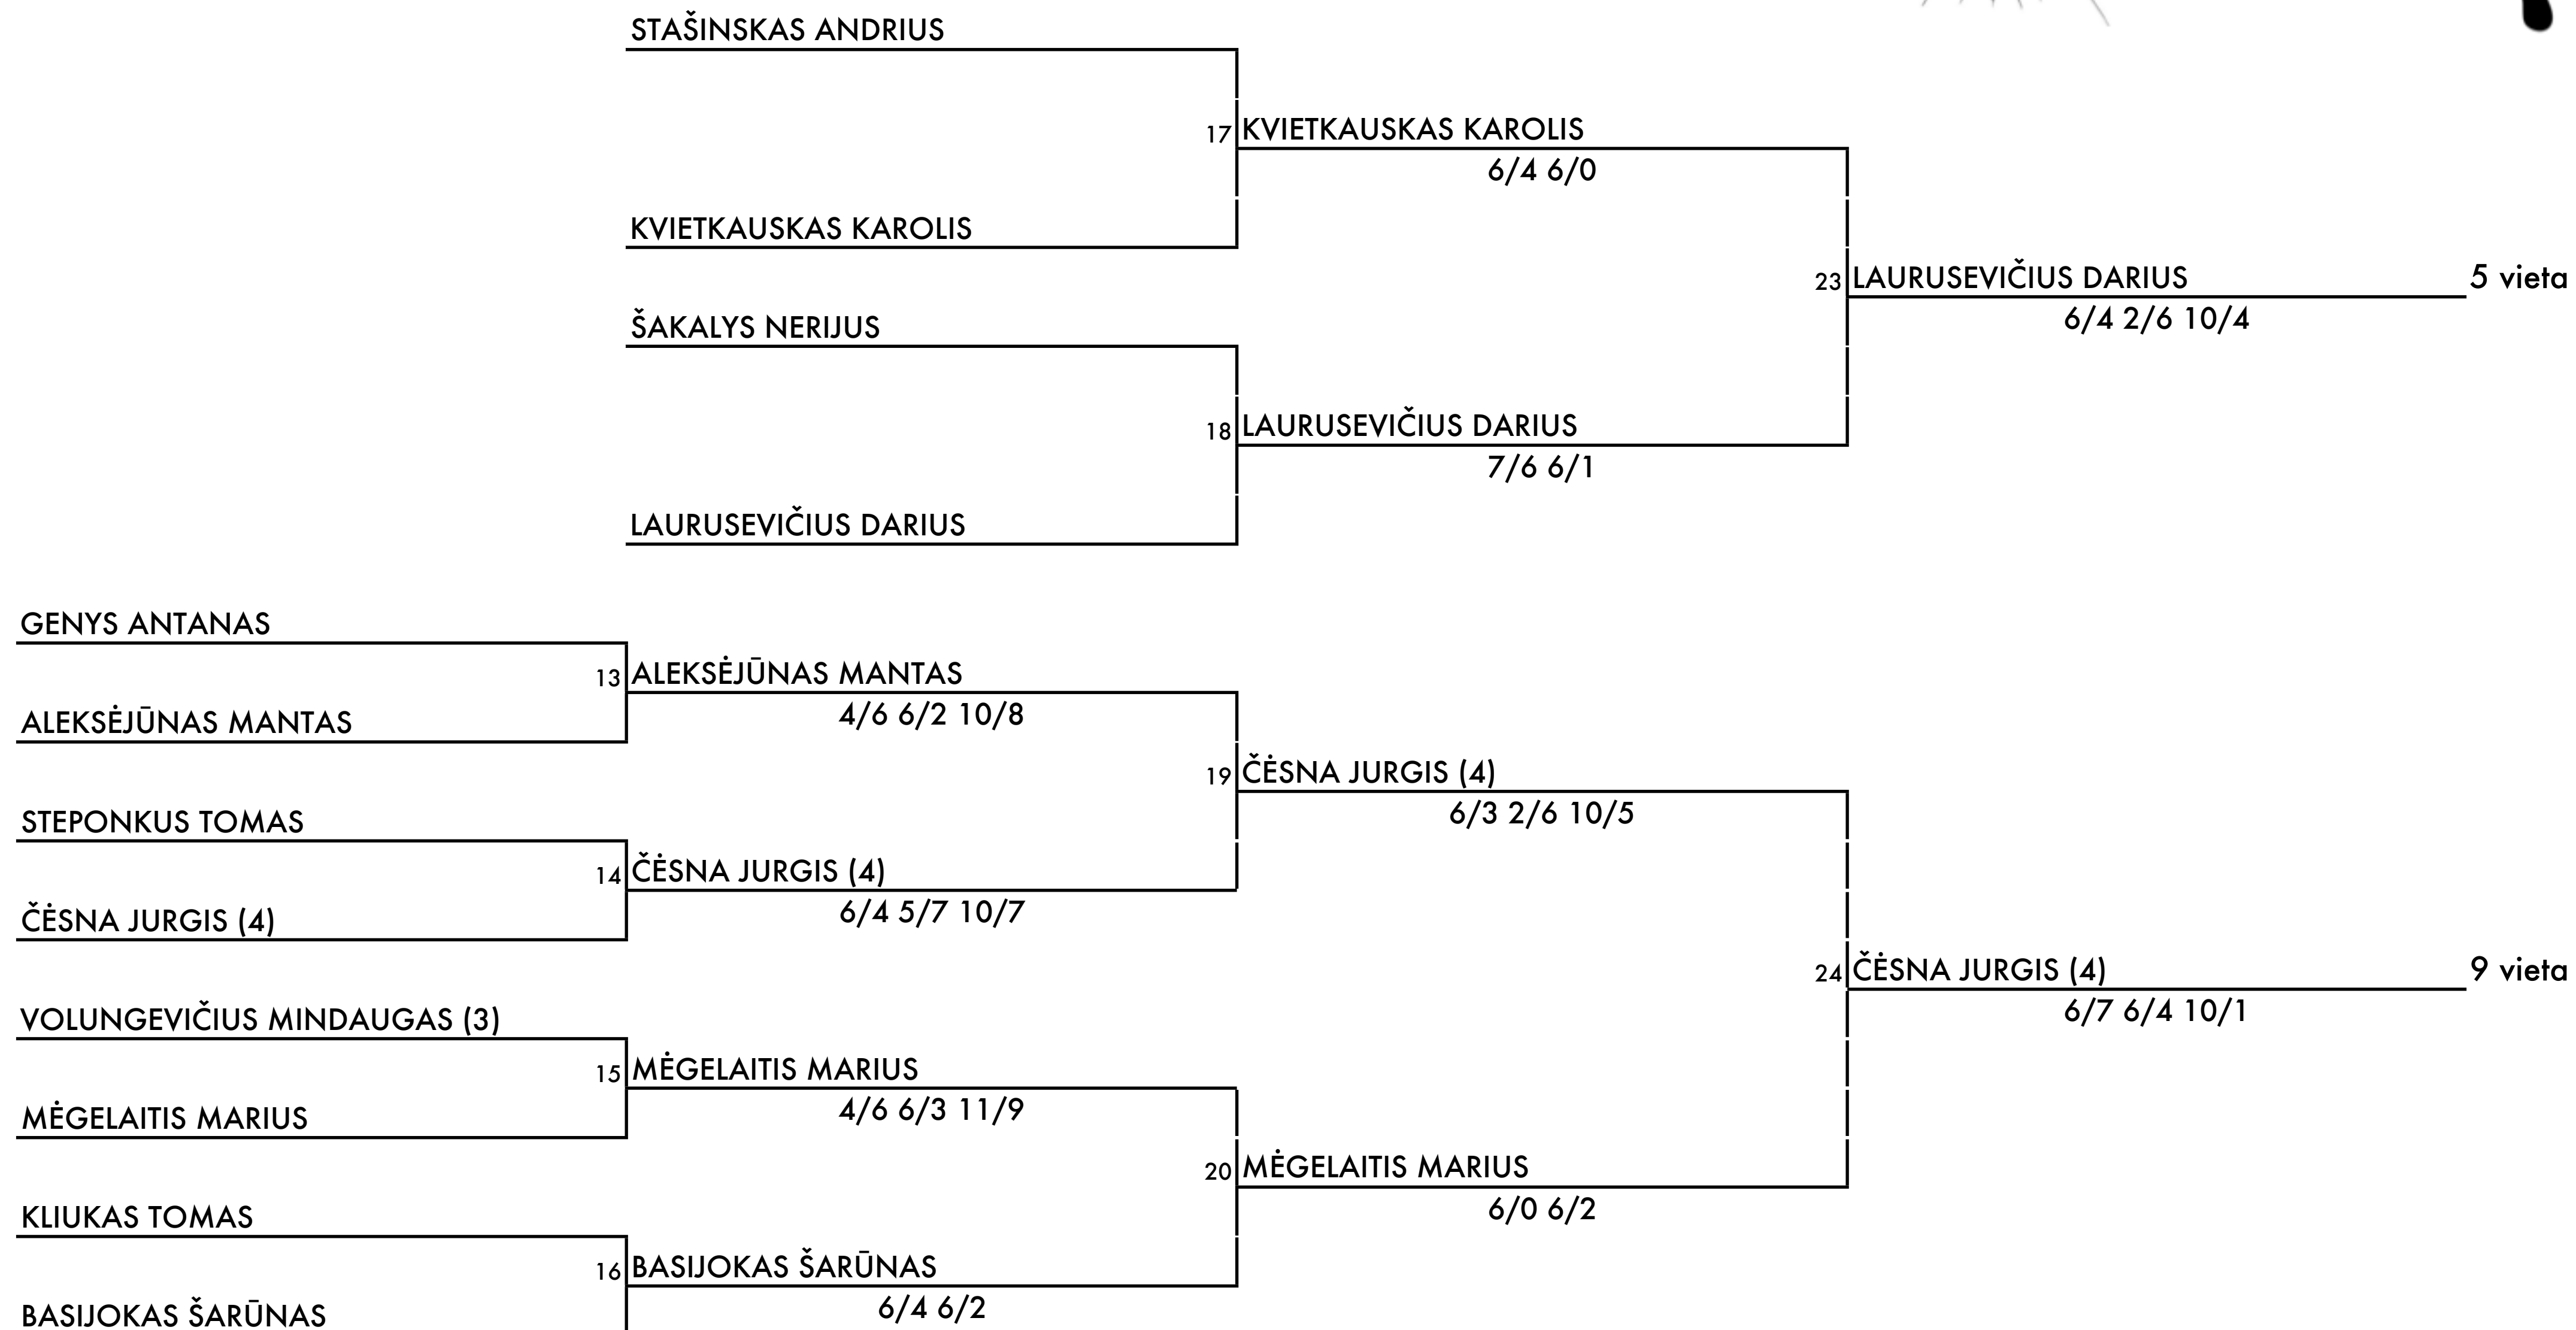 STAŠINSKAS ANDRIUS
17 KVIETKAUSKAS KAROLIS
6/4 6/0
KVIETKAUSKAS KAROLIS
23 LAURUSEVIČIUS DARIUS 5 vieta
6/4 2/6 10/4
ŠAKALYS NERIJUS
18 LAURUSEVIČIUS DARIUS
7/6 6/1
LAURUSEVIČIUS DARIUS
GENYS ANTANAS
13 ALEKSĖJŪNAS MANTAS
4/6 6/2 10/8
ALEKSĖJŪNAS MANTAS
19 ČĖSNA JURGIS (4)
6/3 2/6 10/5
STEPONKUS TOMAS
14 ČĖSNA JURGIS (4)
6/4 5/7 10/7
ČĖSNA JURGIS (4)
24 ČĖSNA JURGIS (4) 9 vieta
6/7 6/4 10/1
VOLUNGEVIČIUS MINDAUGAS (3)
15 MĖGELAITIS MARIUS
4/6 6/3 11/9
MĖGELAITIS MARIUS
20 MĖGELAITIS MARIUS
6/0 6/2
KLIUKAS TOMAS
16 BASIJOKAS ŠARŪNAS
6/4 6/2
BASIJOKAS ŠARŪNAS